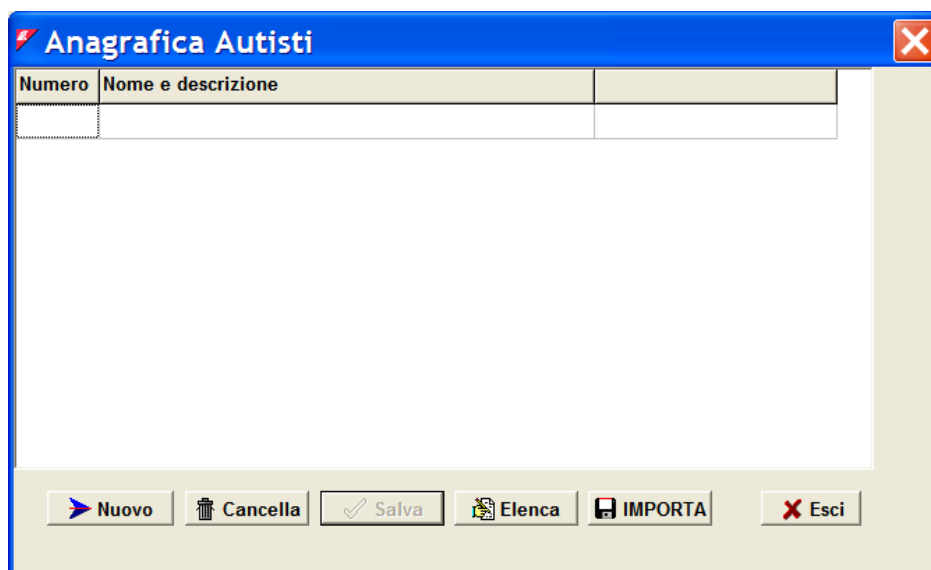 Anagrafica Autisti
Numero Nome e descrizione
Nuovo Cancella Salva Elenca IMPORTA Esci